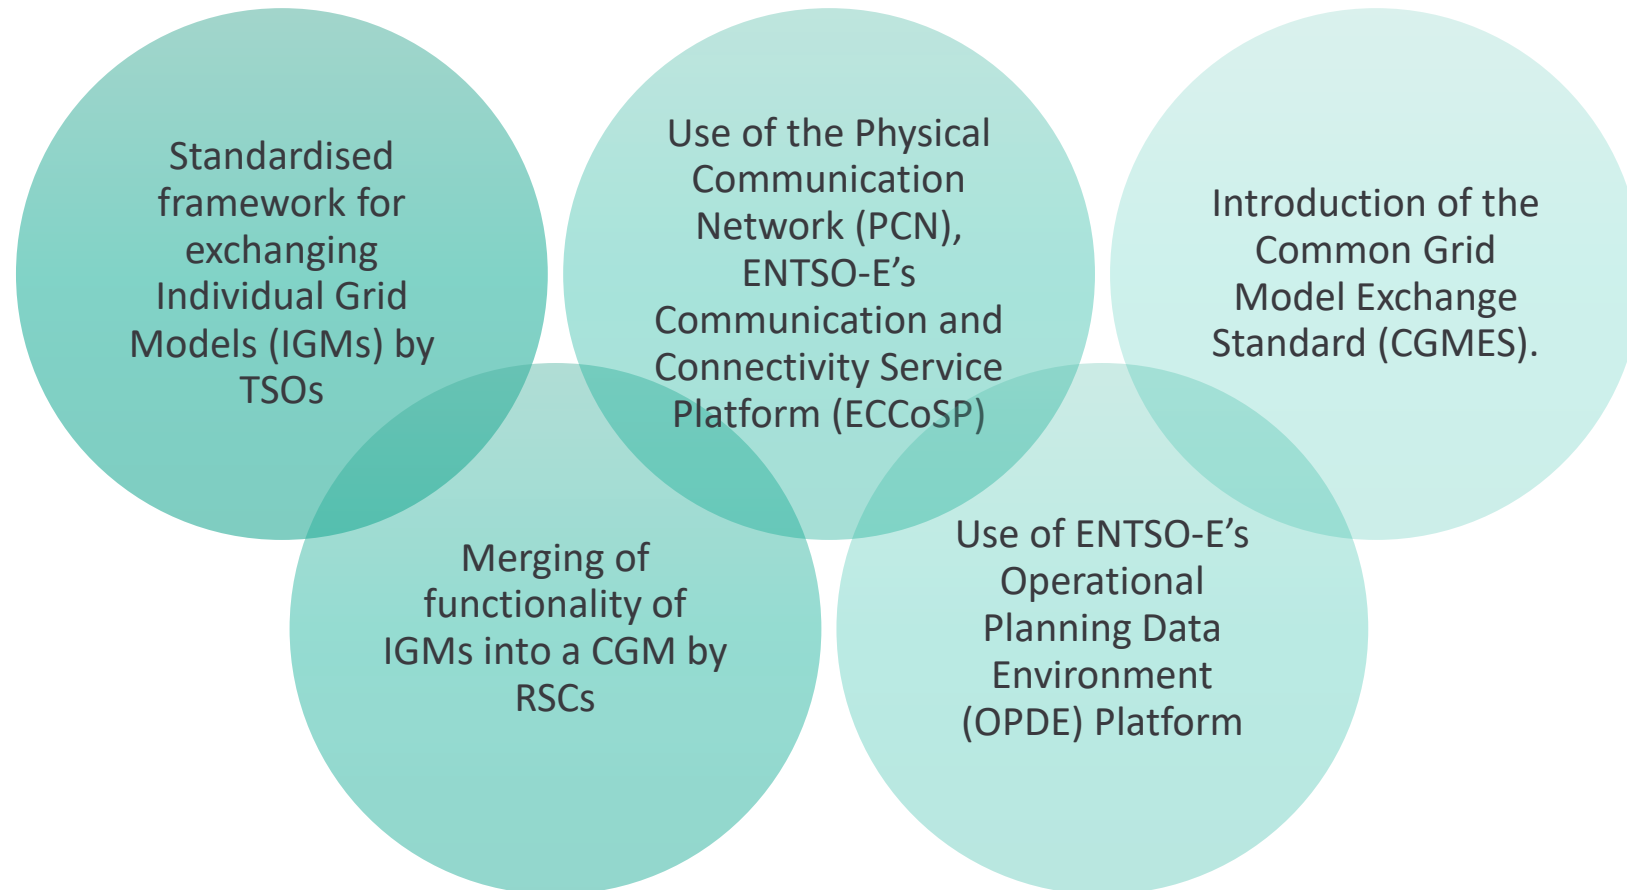 Standardised
framework for
exchanging
Individual Grid
Models (IGMs) by
TSOs
Merging of
functionality of
IGMs into a CGM by
RSCs
Use of the Physical
Communication
Network (PCN),
ENTSO-E’s
Communication and
Connectivity Service
Platform (ECCoSP)
Use of ENTSO-E’s
Operational
Planning Data
Environment
(OPDE) Platform
Introduction of the
Common Grid
Model Exchange
Standard (CGMES).